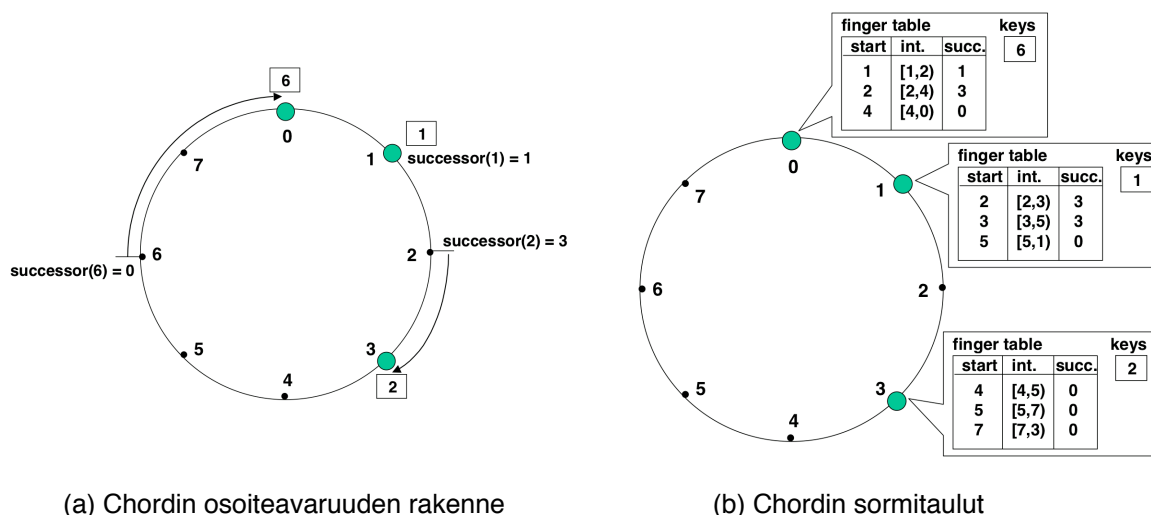 6
0
1
1
successor(1) = 1
7
successor(2) = 3
2
6
successor(6) = 0
5
3
4
2
(a) Chordin osoiteavaruuden rakenne
finger table keys
start int. succ. 6
1 [1,2) 1
2 [2,4) 3
4 [4,0) 0
0
finger table keys
start int. succ. 1
2 [2,3) 3
3 [3,5) 3
5 [5,1) 0
1
7
6
2
finger table keys
start int. succ. 2
4 [4,5) 0
5 [5,7) 0
7 [7,3) 0
3
5
4
(b) Chordin sormitaulut